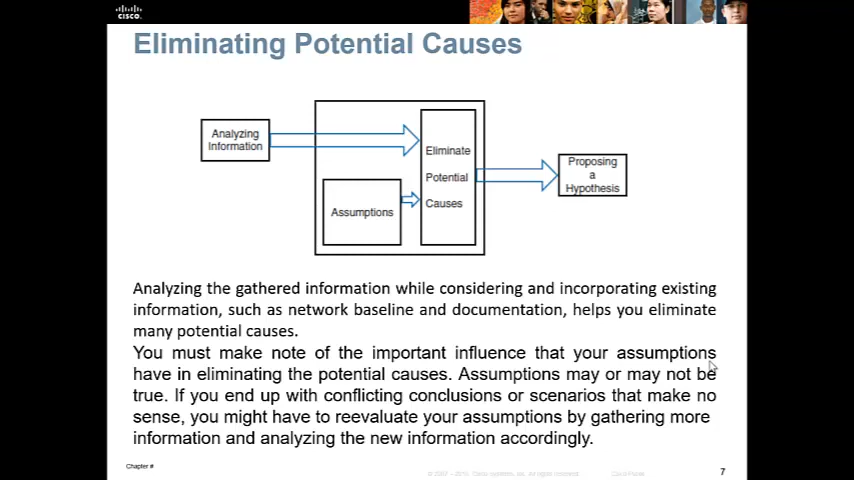 CISCO.
Eliminating Potential Causes
Analyzing
Information
Assumptions
Eliminate
Potential
Causes
Proposing
a
Hypothesis
Analyzing the gathered information while considering and incorporating existing
information, such as network baseline and documentation, helps you eliminate
many potential causes.
You must make note of the important influence that your assumptions
have in eliminating the potential causes. Assumptions may or may not be
true. If you end up with conflicting conclusions or scenarios that make no
sense, you might have to reevaluate your assumptions by gathering more
information and analyzing the new information accordingly.
Chapter #
7